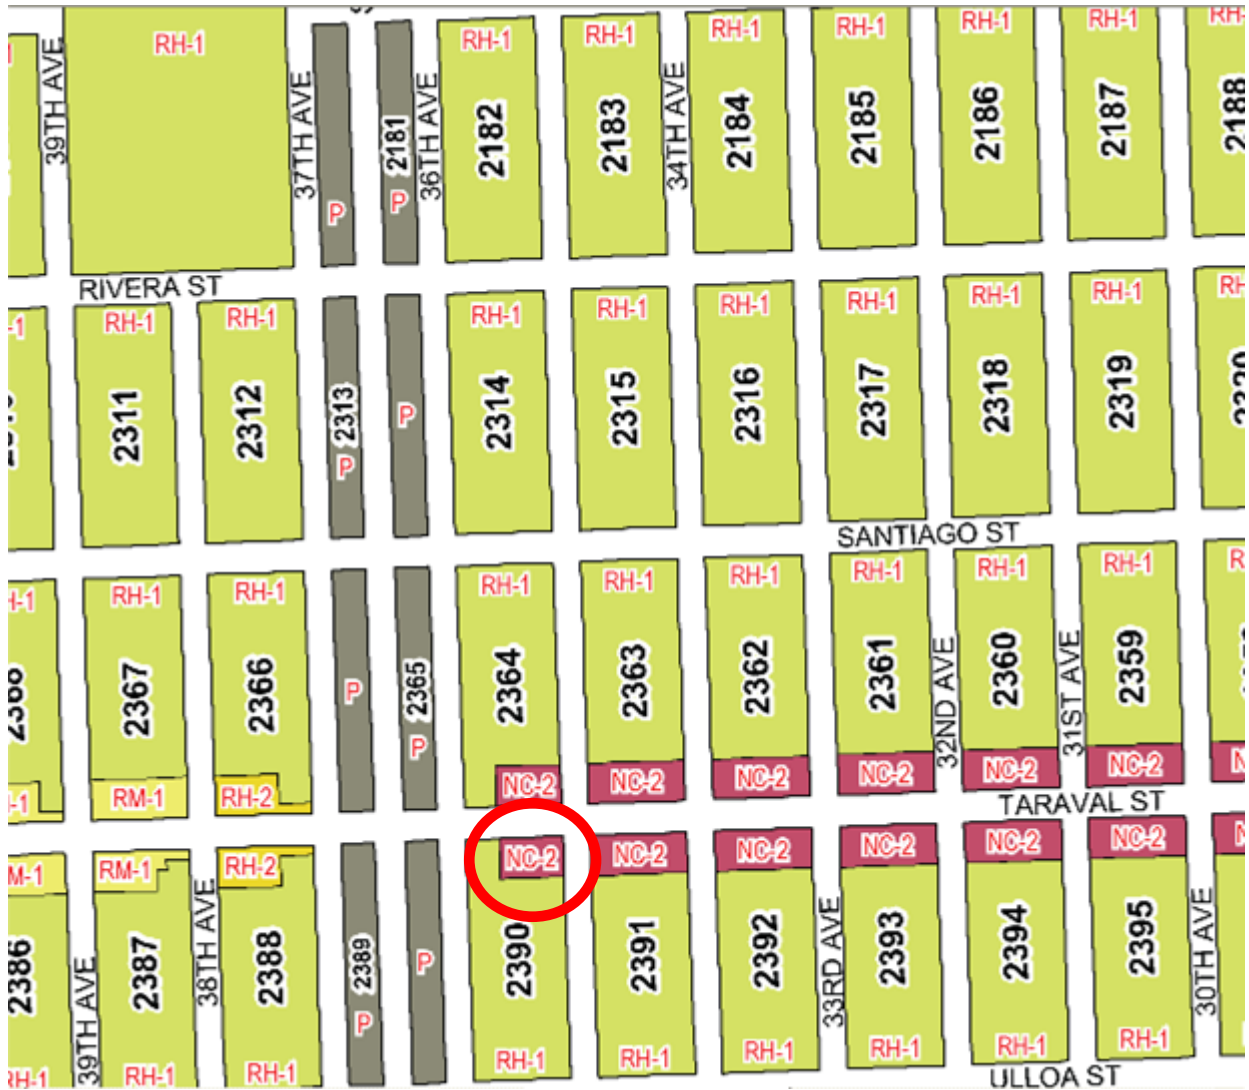 RH-1
RH-1
RH-1
RH-1
RH-1
RH-1
RH-1
RH-1
39TH AVE
37TH AVE
P
2181
P
36TH AVE
2182
2183
34TH AVE
2184
2185
2186
2187
2188
RIVERA ST
RH-1
RH-1
RH-1
RH-1
RH-1
RH-1
RH-1
RH-1
2311
2312
2313
P
P
2314
2315
2316
2317
2318
2319
SANTIAGO ST
RH-1
RH-1
RH-1
RH-1
RH-1
RH-1
RH-1
RH-1
2367
2366
P
2365
P
2364
2363
2362
2361
32ND AVE
2360
31ST AVE
2359
RM-1
RH-2
NC-2
NC-2
NC-2
NC-2
NC-2
NC-2
TARAVAL ST
RM-1
RH-2
NC-2
NC-2
NC-2
NC-2
NC-2
NC-2
2386
39TH AVE
2387
38TH AVE
2388
2389
P
P
2390
2391
2392
33RD AVE
2393
2394
2395
30TH AVE
RH-1
RH-1
RH-1
RH-1
RH-1
RH-1
RH-1
RH-1
RH-1
ULLOA ST